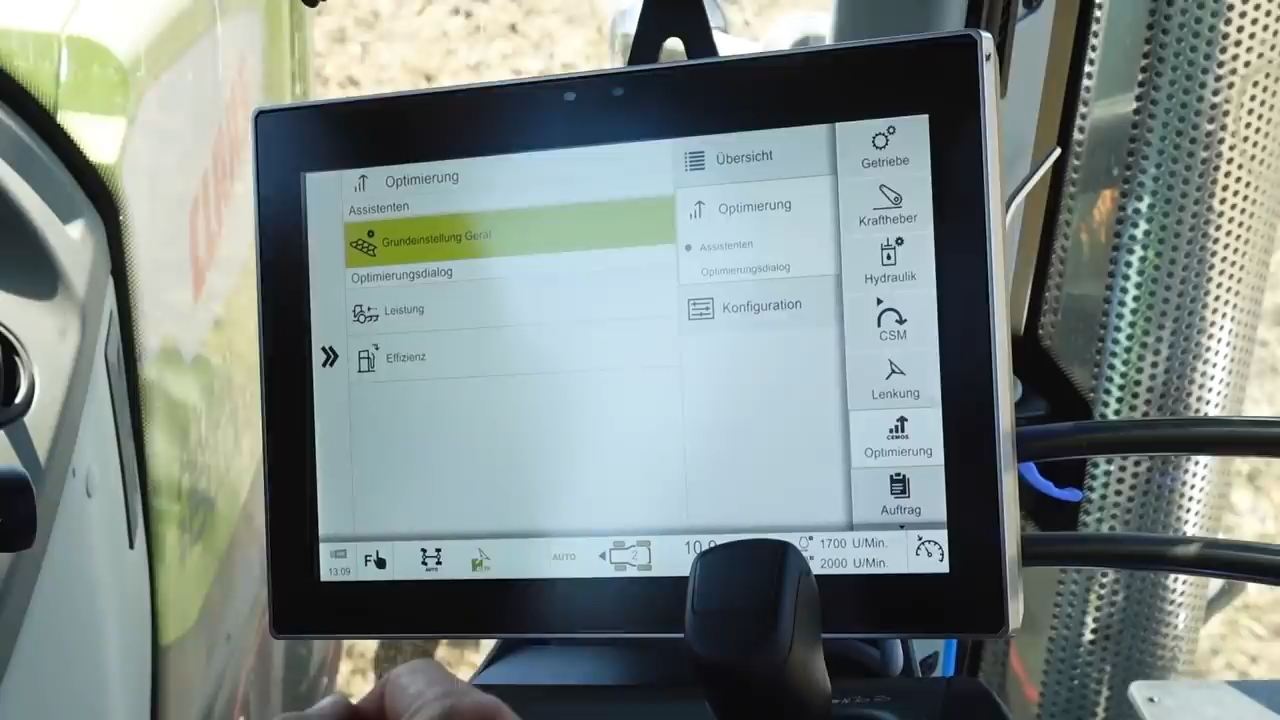 Optimierung
Assistenten
Grundeinstellung Gerät
Optimierungsdialog
Leistung
Effizienz
Übersicht
Optimierung
Assistenten
Optimierungsdialog
Konfiguration
Getriebe
Kraftheber
Hydraulik
CSM
Lenkung
CEMOS
Optimierung
Auftrag
13:09
F
AUTO
AUTO
2
1700 U/Min.
2000 U/Min.